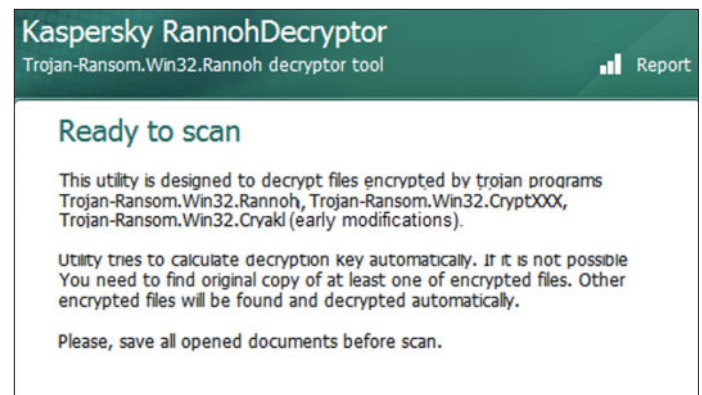 Kaspersky RannohDecryptor
Trojan-Ransom.Win32.Rannoh decryptor tool
Report
Ready to scan
This utility is designed to decrypt files encrypted by trojan programs
Trojan-Ransom.Win32.Rannoh, Trojan-Ransom.Win32.CryptXXX,
Trojan-Ransom.Win32.Cryakl (early modifications).
Utility tries to calculate decryption key automatically. If it is not possible
You need to find original copy of at least one of encrypted files. Other
encrypted files will be found and decrypted automatically.
Please, save all opened documents before scan.